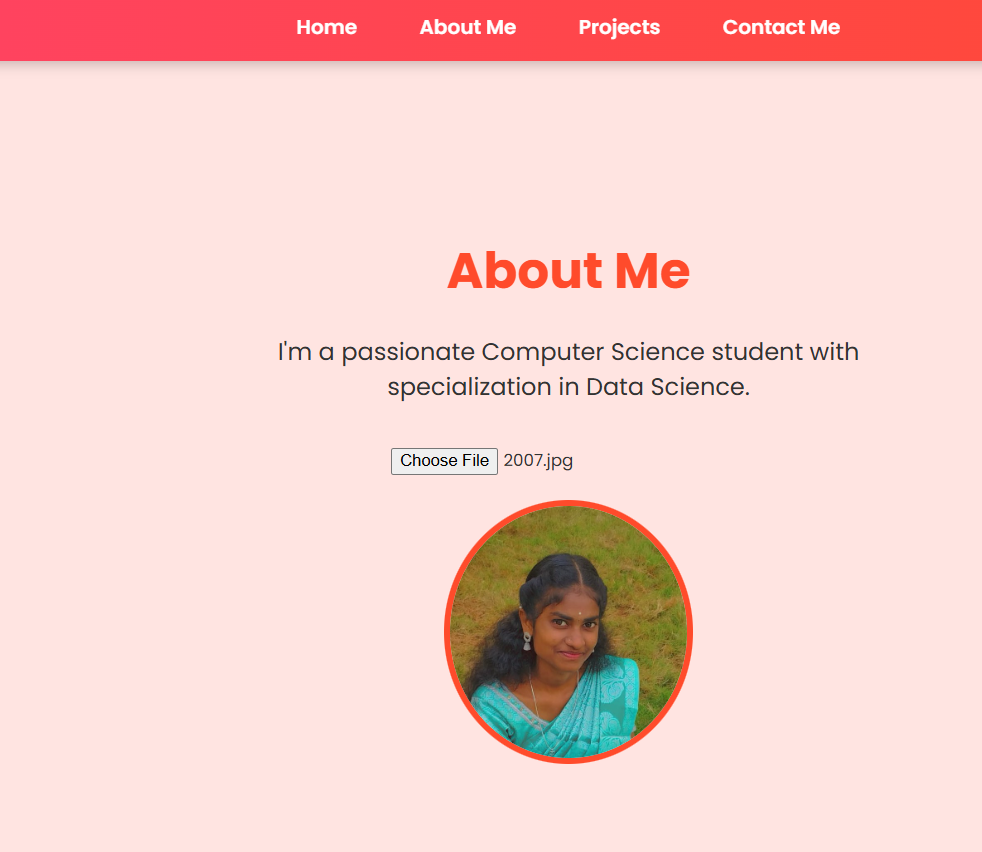 Home About Me Projects Contact Me
About Me
I'm a passionate Computer Science student with
specialization in Data Science.
Choose File 2007.jpg